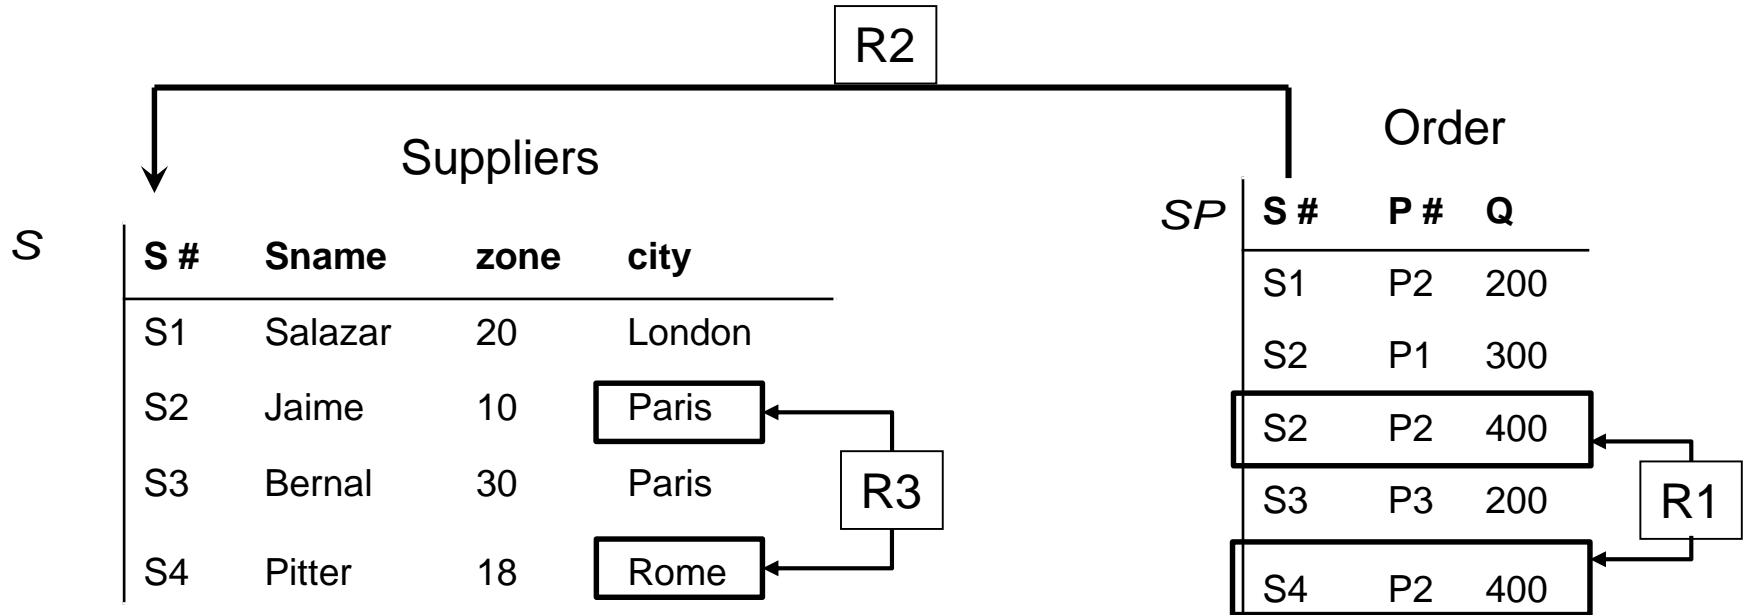 R2
Suppliers
S
S # Sname zone city
S1 Salazar 20 London
S2 Jaime 10 Paris
S3 Bernal 30 Paris
S4 Pitter 18 Rome
R3
Order
SP
S # P # Q
S1 P2 200
S2 P1 300
S2 P2 400
S3 P3 200
S4 P2 400
R1